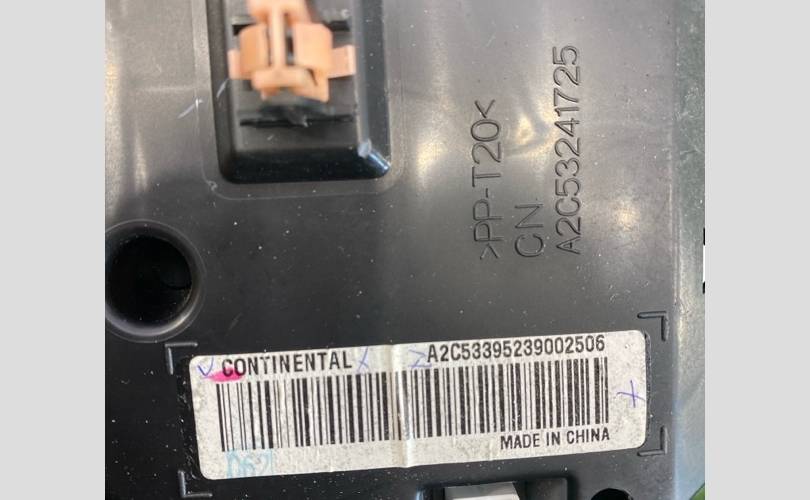 >PP-T20<
CN
A2C53241725
CONTINENTAL
A2C53395239002506
MADE IN CHINA